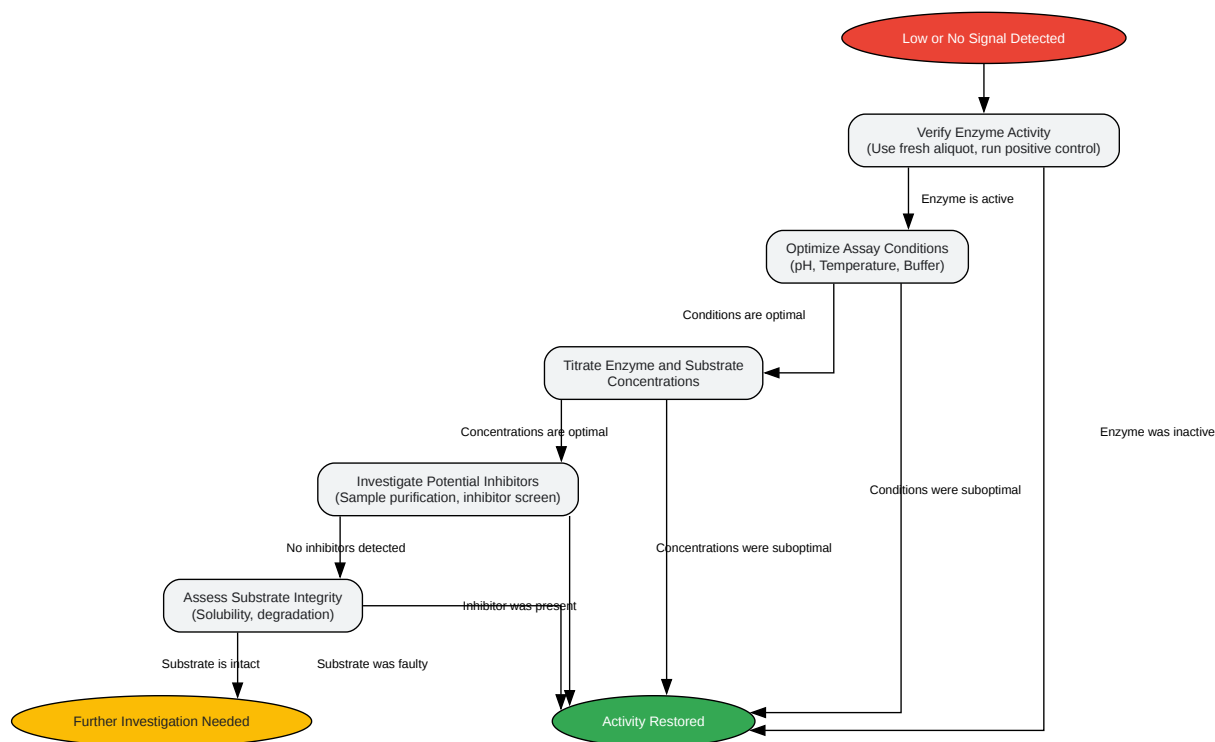 Low or No Signal Detected
Verify Enzyme Activity
(Use fresh aliquot, run positive control)
Enzyme is active
Optimize Assay Conditions
(pH, Temperature, Buffer)
Conditions are optimal
Titrate Enzyme and Substrate
Concentrations
Concentrations are optimal
Enzyme was inactive
Investigate Potential Inhibitors
(Sample purification, inhibitor screen)
Conditions were suboptimal
No inhibitors detected
Concentrations were suboptimal
Assess Substrate Integrity
(Solubility, degradation)
Inhibitor was present
Substrate is intact
Substrate was faulty
Further Investigation Needed
Activity Restored